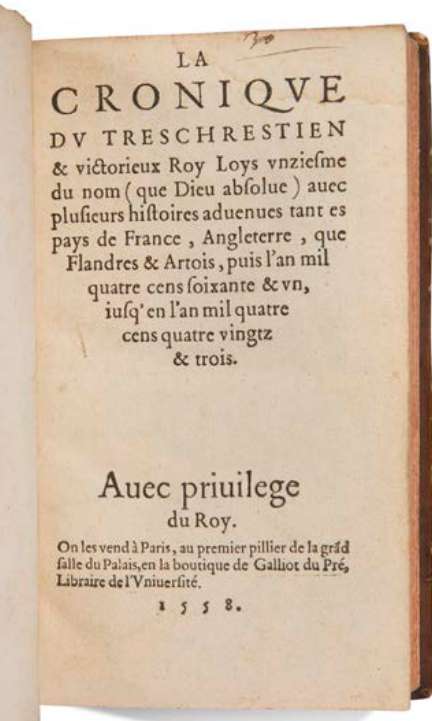 30
LA
CRONIQVE
DV TRESCHRESTIEN
& victorieux Roy Loys vnzieſme
du nom ( que Dieu abſolue ) auec
pluſieurs hiſtoires aduenues tant es
pays de France , Angleterre , que
Flandres & Artois , puis l'an mil
quatre cens ſoixante & vn,
iuſq' en l'an mil quatre
cens quatre vingtz
& trois.
Auec priuilege
du Roy.
On les vend à Paris, au premier pillier de la grãd
ſalle du Palais, en la boutique de Galliot du Pré,
Libraire de l'Vniuerſité.
1558.